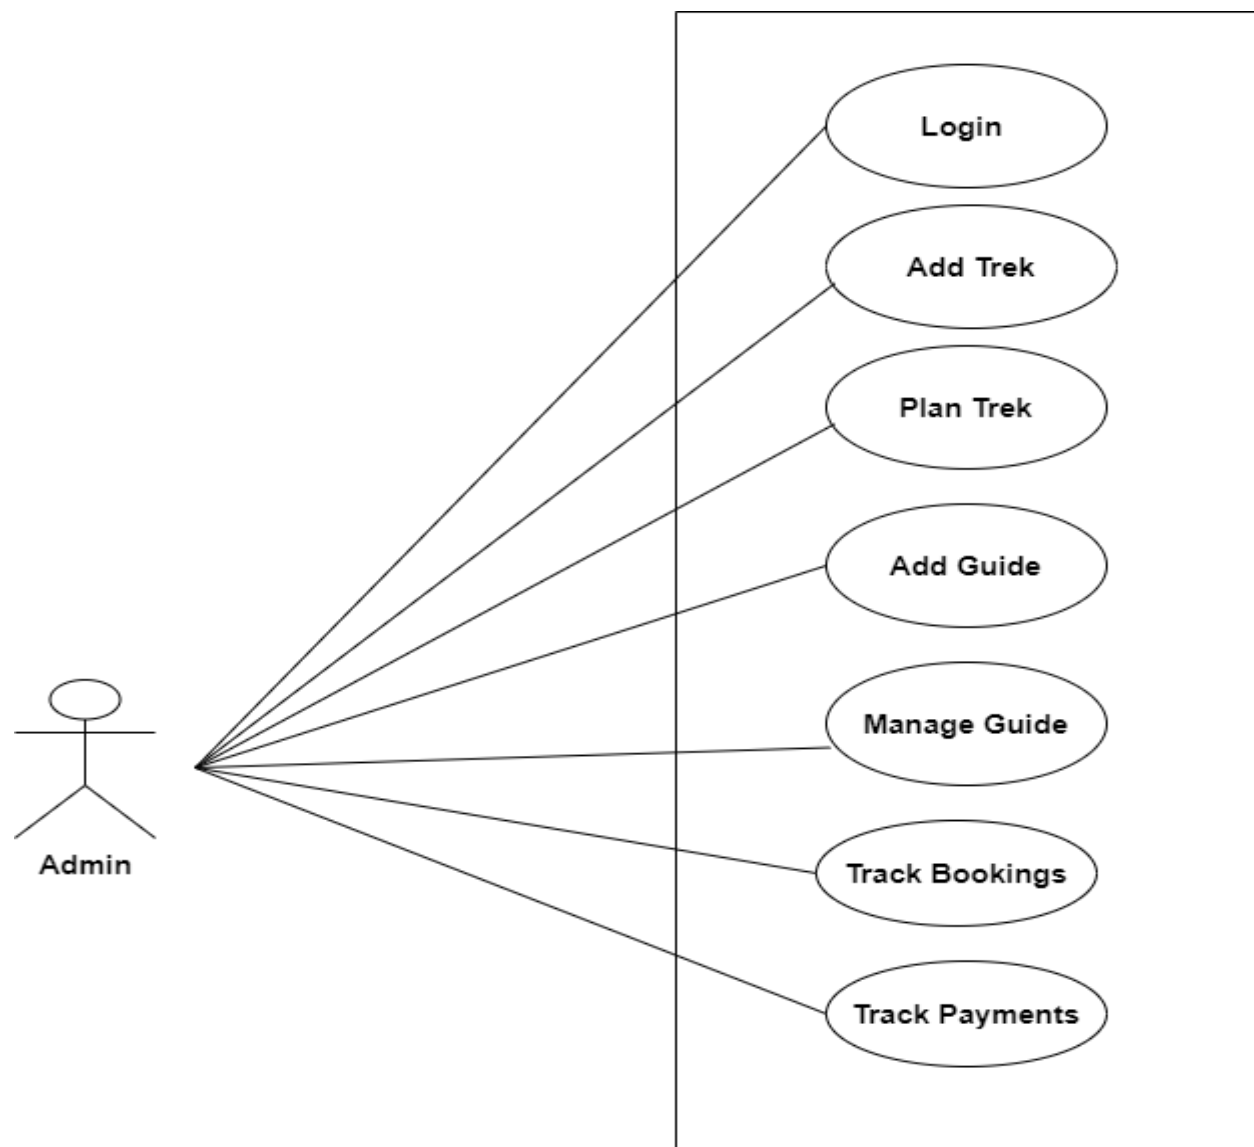 Login
Add Trek
Plan Trek
Add Guide
Manage Guide
Admin
Track Bookings
Track Payments